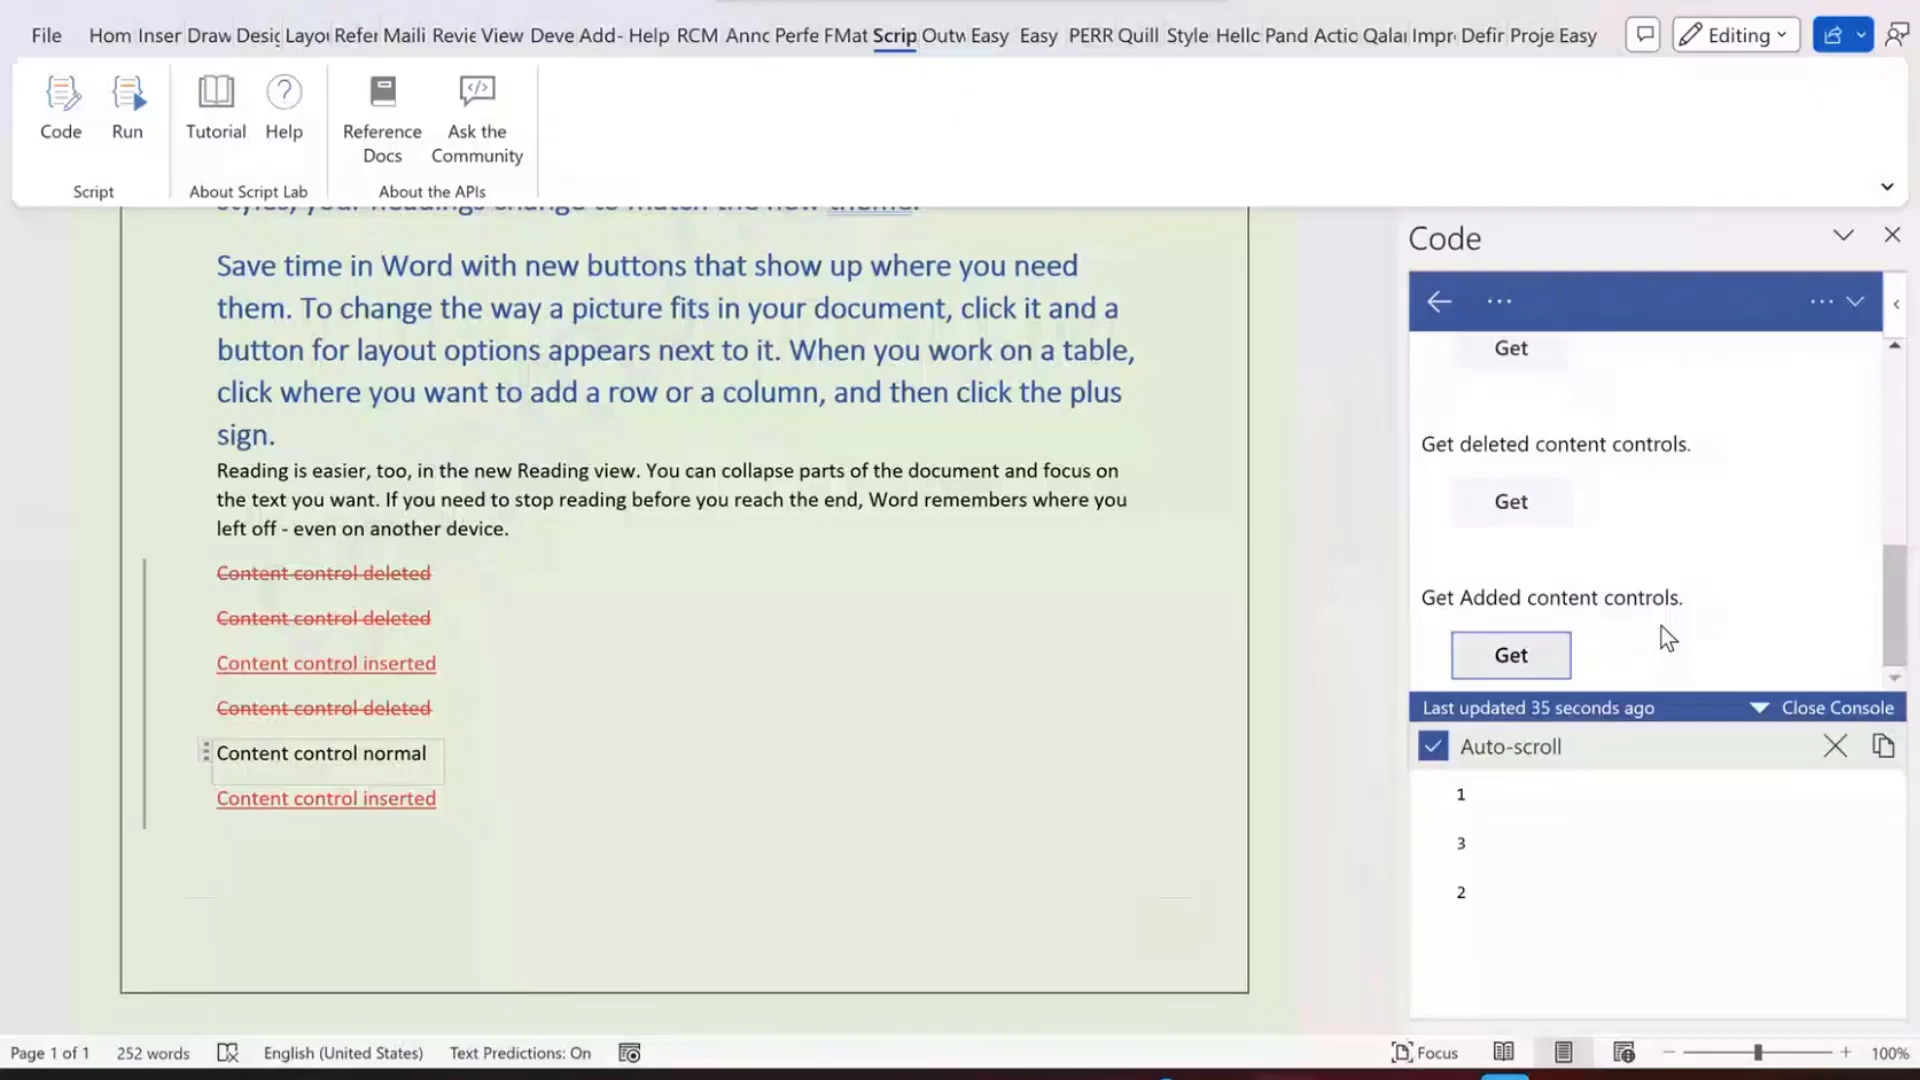 File Hom Inser Draw Desig Layou Refer Maili Revie View Deve Add- Help RCM Anno Perfe FMat Scrip Outw Easy Easy PERR Quill Style Hello Pand Actio Qalar Impr Defin Proje Easy Editing
Code Run Tutorial Help Reference Docs Ask the Community
Script About Script Lab About the APIs
Save time in Word with new buttons that show up where you need
them. To change the way a picture fits in your document, click it and a
button for layout options appears next to it. When you work on a table,
click where you want to add a row or a column, and then click the plus
sign.
Reading is easier, too, in the new Reading view. You can collapse parts of the document and focus on
the text you want. If you need to stop reading before you reach the end, Word remembers where you
left off - even on another device.
Content control deleted
Content control deleted
Content control inserted
Content control deleted
Content control normal
Content control inserted
Code
Get
Get deleted content controls.
Get
Get Added content controls.
Get
Last updated 35 seconds ago Close Console
Auto-scroll
1
3
2
Page 1 of 1 252 words English (United States) Text Predictions: On Focus 100%